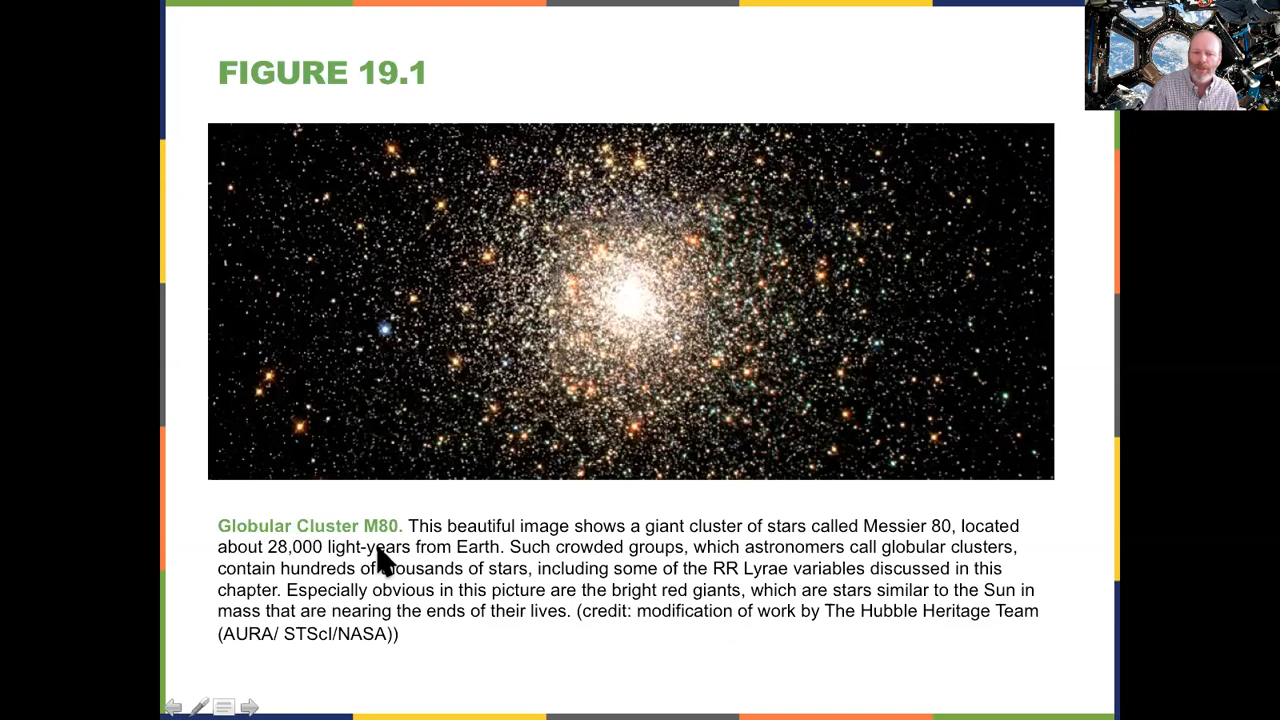 FIGURE 19.1
Globular Cluster M80. This beautiful image shows a giant cluster of stars called Messier 80, located
about 28,000 light-years from Earth. Such crowded groups, which astronomers call globular clusters,
contain hundreds of thousands of stars, including some of the RR Lyrae variables discussed in this
chapter. Especially obvious in this picture are the bright red giants, which are stars similar to the Sun in
mass that are nearing the ends of their lives. (credit: modification of work by The Hubble Heritage Team
(AURA/ STScI/NASA))